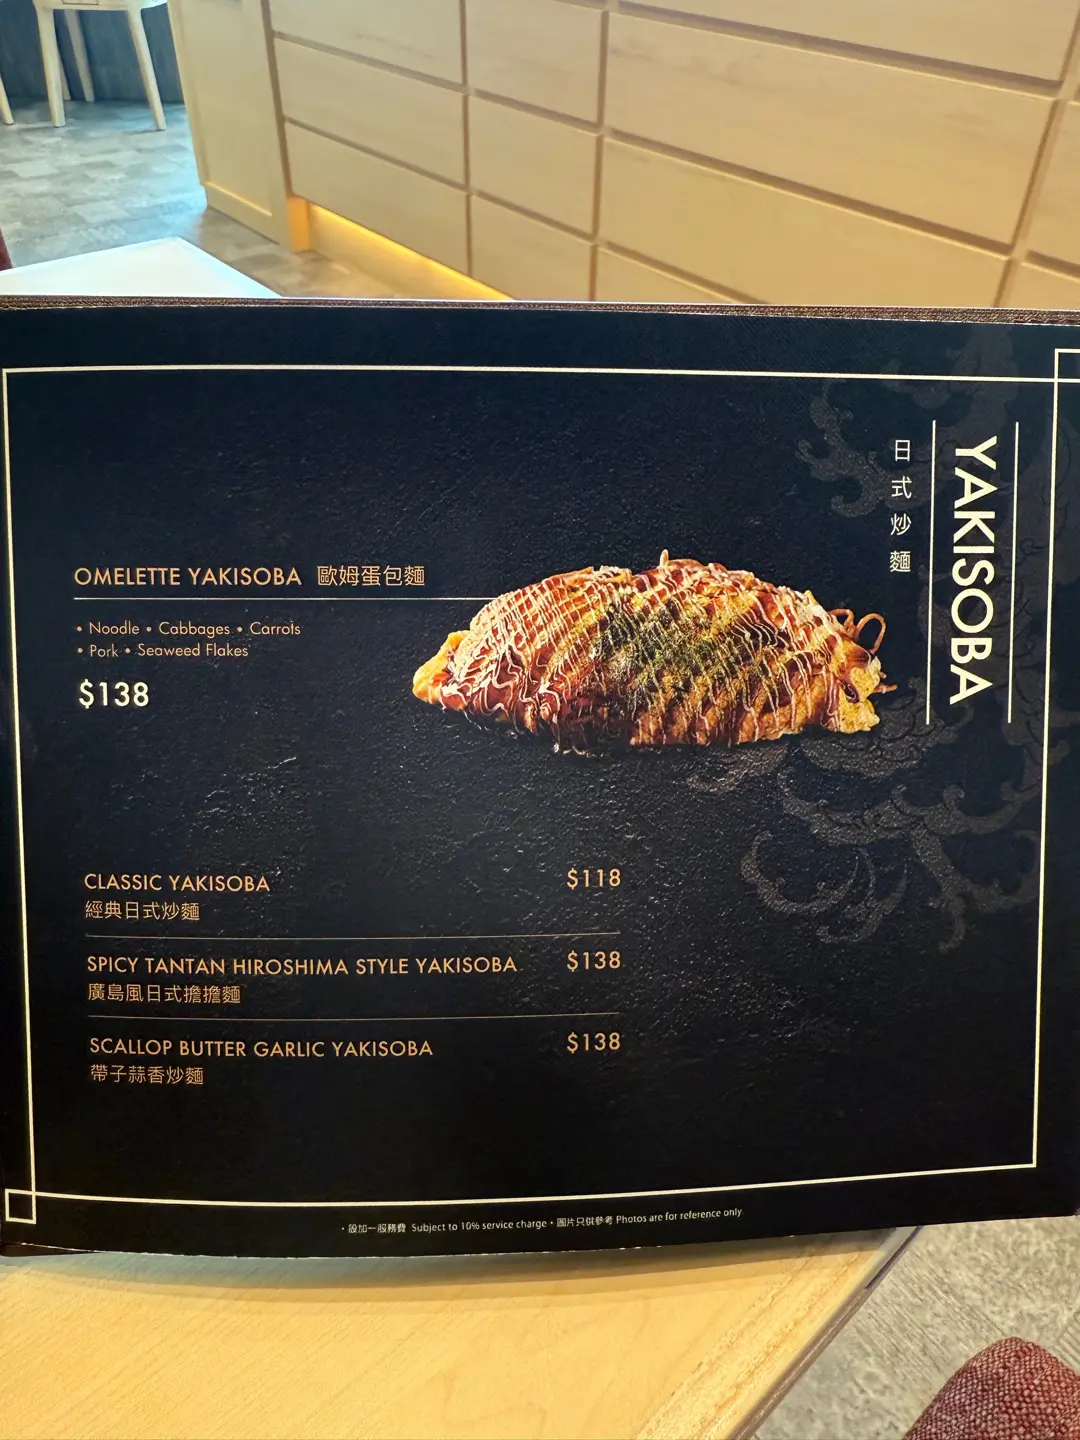 YAKISOBA
日式炒麵
OMELETTE YAKISOBA 歐姆蛋包麵
• Noodle • Cabbages • Carrots
• Pork • Seaweed Flakes
$138
CLASSIC YAKISOBA $118
經典日式炒麵
SPICY TANTAN HIROSHIMA STYLE YAKISOBA $138
廣島風日式擔擔麵
SCALLOP BUTTER GARLIC YAKISOBA $138
帶子蒜香炒麵
• 設加一服務費 Subject to 10% service charge • 圖片只供參考 Photos are for reference only